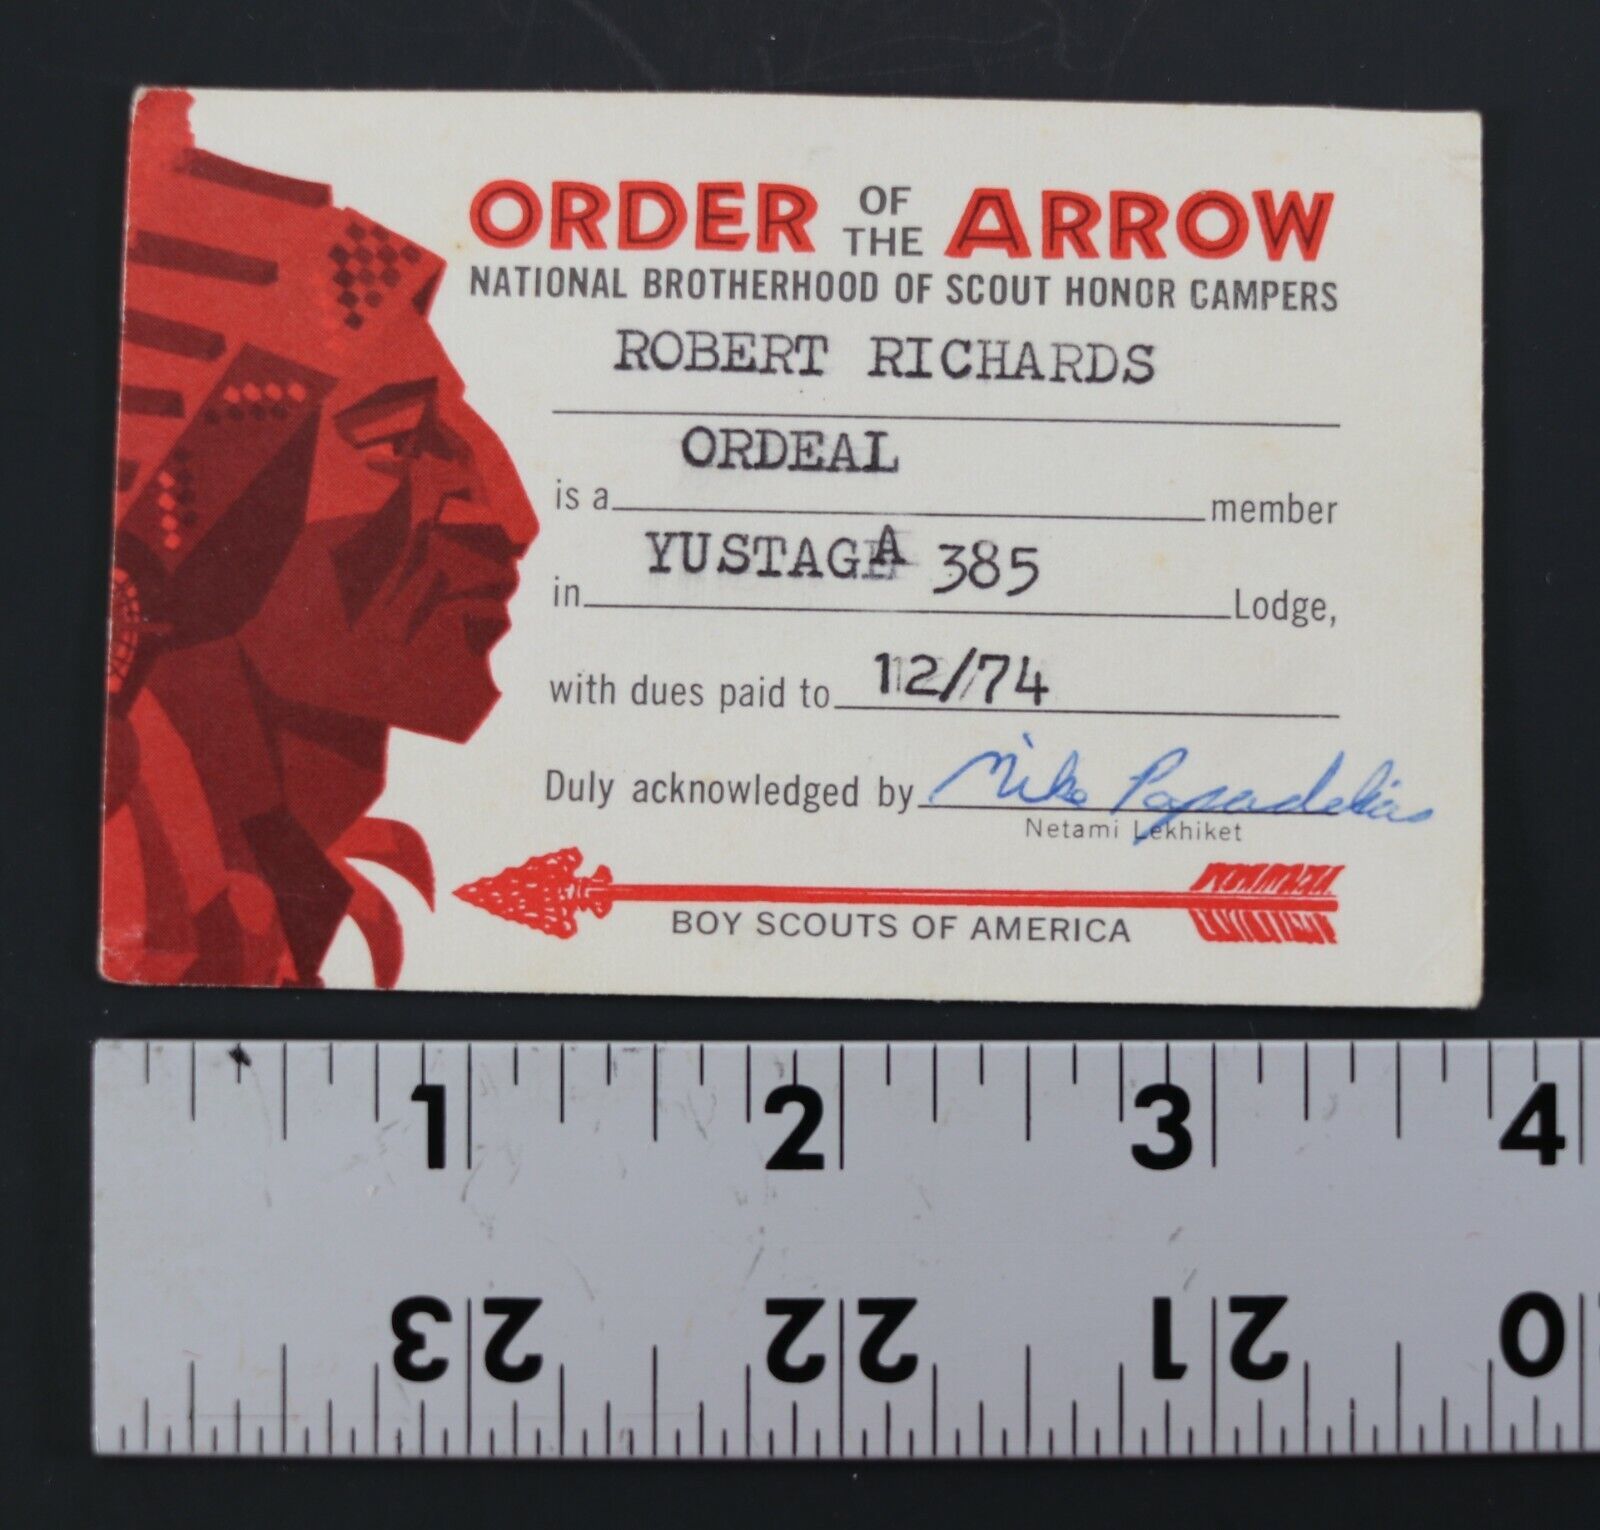 ORDER OF THE ARROW
NATIONAL BROTHERHOOD OF SCOUT HONOR CAMPERS
ROBERT RICHARDS
ORDEAL
is a member
YUSTAGA 385
in Lodge,
with dues paid to 12/74
Duly acknowledged by Mike
Netami Lekhiket
BOY SCOUTS OF AMERICA
1 2 3 4
23 22 21 20